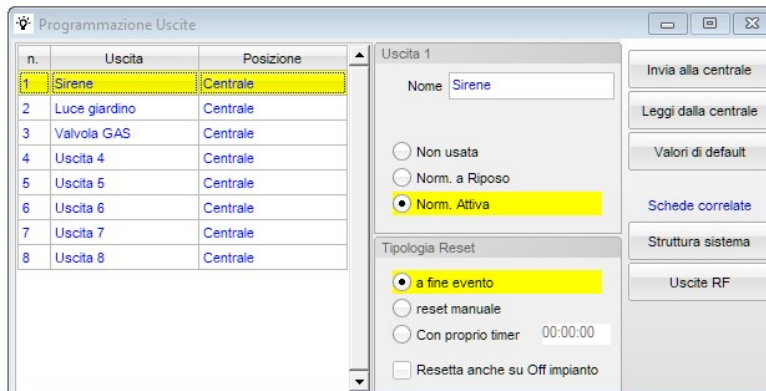 Programmazione Uscite
n. Uscita Posizione
1 Sirene Centrale
2 Luce giardino Centrale
3 Valvola GAS Centrale
4 Uscita 4 Centrale
5 Uscita 5 Centrale
6 Uscita 6 Centrale
7 Uscita 7 Centrale
8 Uscita 8 Centrale
Uscita 1
Nome Sirene
Non usata
Norm. a Riposo
Norm. Attiva
Tipologia Reset
a fine evento
reset manuale
Con proprio timer 00:00:00
Resetta anche su Off impianto
Invia alla centrale
Leggi dalla centrale
Valori di default
Schede correlate
Struttura sistema
Uscite RF